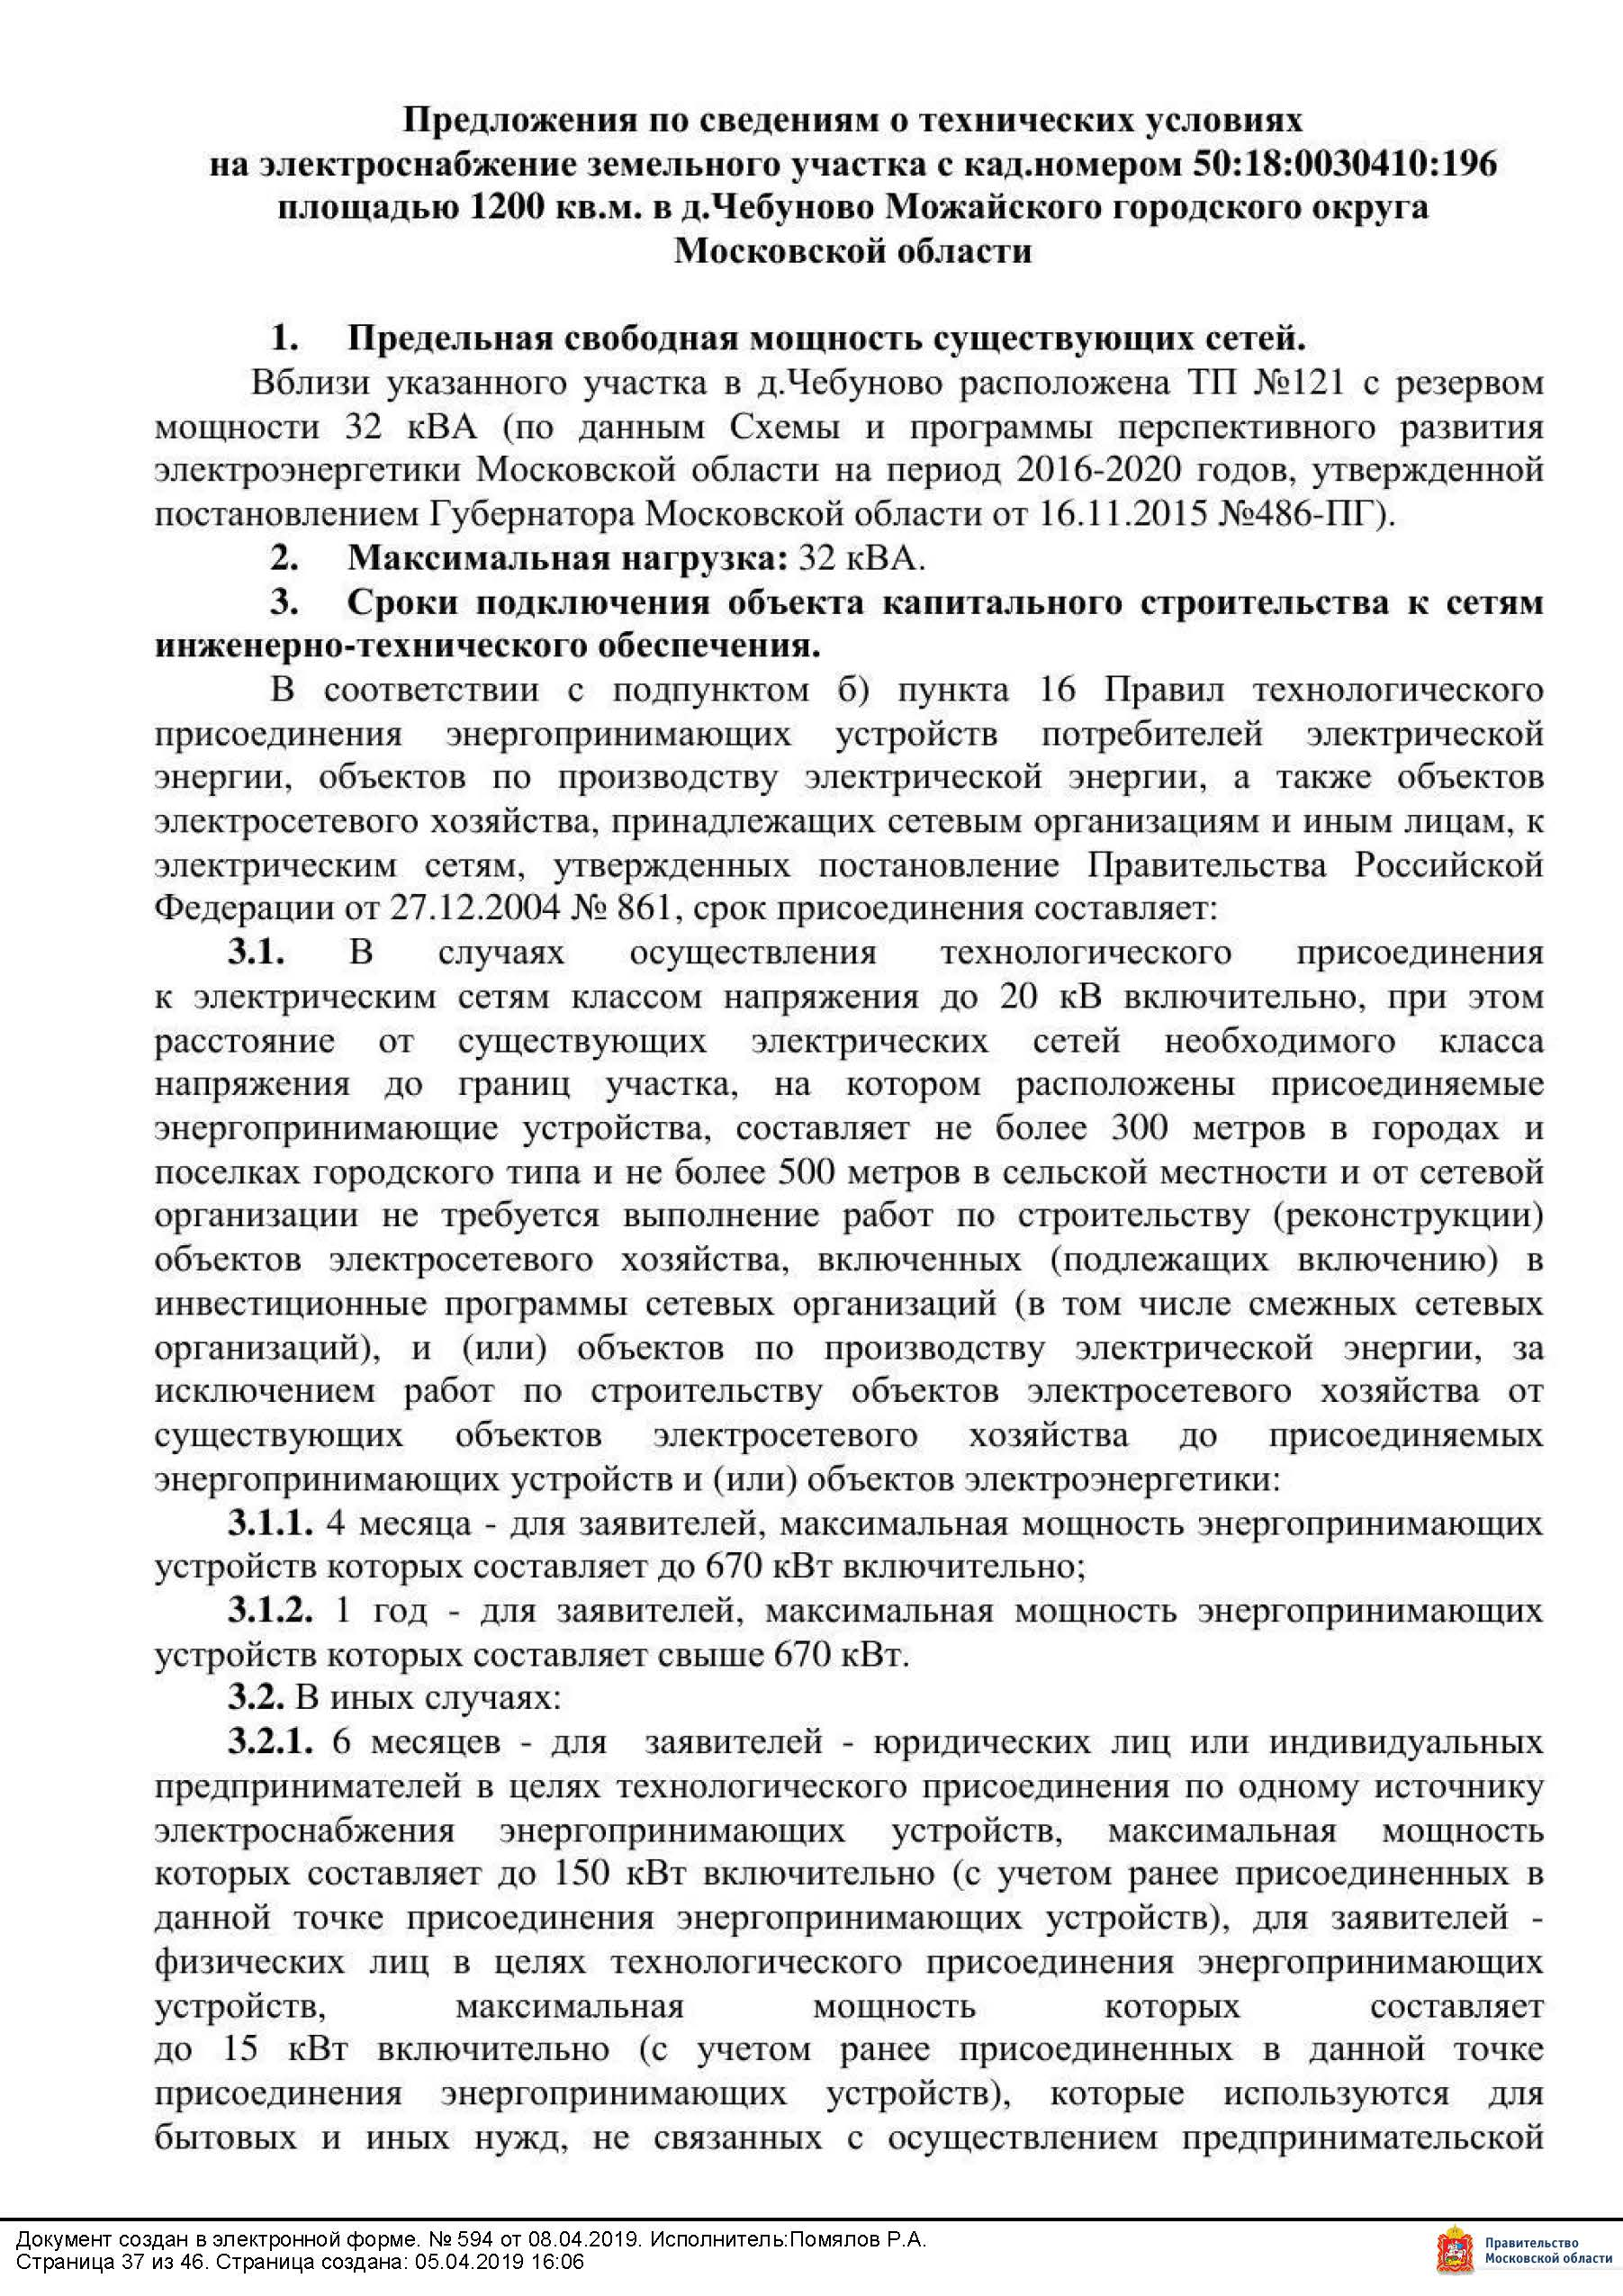 Предложения по сведениям о технических условиях
на электроснабжение земельного участка с кад.номером 50:18:0030410:196
площадью 1200 кв.м. в д.Чебуново Можайского городского округа
Московской области
1. Предельная свободная мощность существующих сетей.
Вблизи указанного участка в д.Чебуново расположена ТП №121 с резервом
мощности 32 кВА (по данным Схемы и программы перспективного развития
электроэнергетики Московской области на период 2016-2020 годов, утвержденной
постановлением Губернатора Московской области от 16.11.2015 №486-ПГ).
2. Максимальная нагрузка: 32 кВА.
3. Сроки подключения объекта капитального строительства к сетям
инженерно-технического обеспечения.
В соответствии с подпунктом б) пункта 16 Правил технологического
присоединения энергопринимающих устройств потребителей электрической
энергии, объектов по производству электрической энергии, а также объектов
электросетевого хозяйства, принадлежащих сетевым организациям и иным лицам, к
электрическим сетям, утвержденных постановление Правительства Российской
Федерации от 27.12.2004 № 861, срок присоединения составляет:
3.1. В случаях осуществления технологического присоединения
к электрическим сетям классом напряжения до 20 кВ включительно, при этом
расстояние от существующих электрических сетей необходимого класса
напряжения до границ участка, на котором расположены присоединяемые
энергопринимающие устройства, составляет не более 300 метров в городах и
поселках городского типа и не более 500 метров в сельской местности и от сетевой
организации не требуется выполнение работ по строительству (реконструкции)
объектов электросетевого хозяйства, включенных (подлежащих включению) в
инвестиционные программы сетевых организаций (в том числе смежных сетевых
организаций), и (или) объектов по производству электрической энергии, за
исключением работ по строительству объектов электросетевого хозяйства от
существующих объектов электросетевого хозяйства до присоединяемых
энергопринимающих устройств и (или) объектов электроэнергетики:
3.1.1. 4 месяца - для заявителей, максимальная мощность энергопринимающих
устройств которых составляет до 670 кВт включительно;
3.1.2. 1 год - для заявителей, максимальная мощность энергопринимающих
устройств которых составляет свыше 670 кВт.
3.2. В иных случаях:
3.2.1. 6 месяцев - для заявителей - юридических лиц или индивидуальных
предпринимателей в целях технологического присоединения по одному источнику
электроснабжения энергопринимающих устройств, максимальная мощность
которых составляет до 150 кВт включительно (с учетом ранее присоединенных в
данной точке присоединения энергопринимающих устройств), для заявителей -
физических лиц в целях технологического присоединения энергопринимающих
устройств, максимальная мощность которых составляет
до 15 кВт включительно (с учетом ранее присоединенных в данной точке
присоединения энергопринимающих устройств), которые используются для
бытовых и иных нужд, не связанных с осуществлением предпринимательской
Документ создан в электронной форме. № 594 от 08.04.2019. Исполнитель:Помялов Р.А.
Страница 37 из 46. Страница создана: 05.04.2019 16:06
Правительство
Московской области